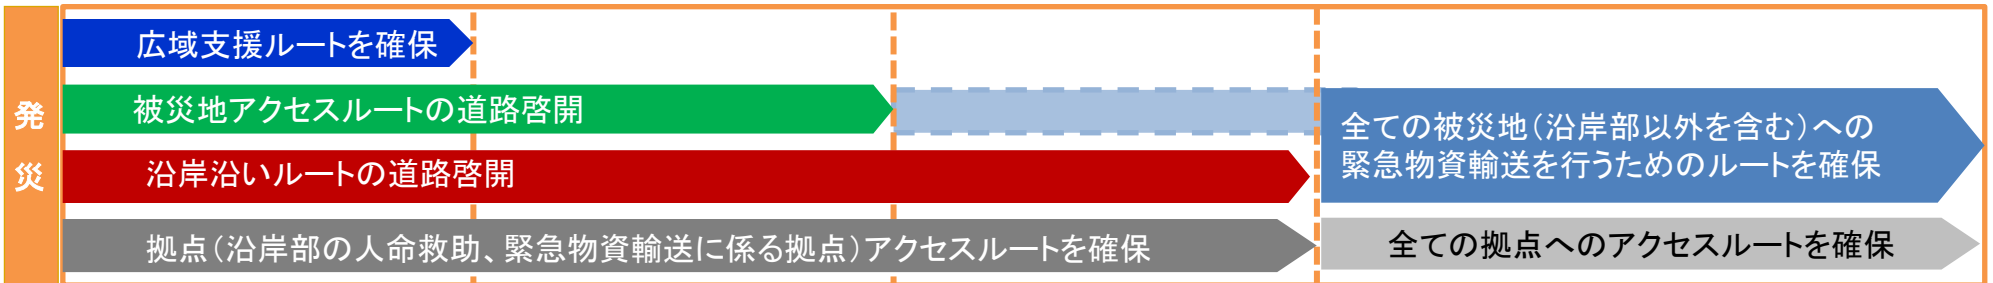 発災
広域支援ルートを確保
被災地アクセスルートの道路啓開
沿岸沿いルートの道路啓開
拠点（沿岸部の人命救助、緊急物資輸送に係る拠点）アクセスルートを確保
全ての被災地（沿岸部以外を含む）への
緊急物資輸送を行うためのルートを確保
全ての拠点へのアクセスルートを確保